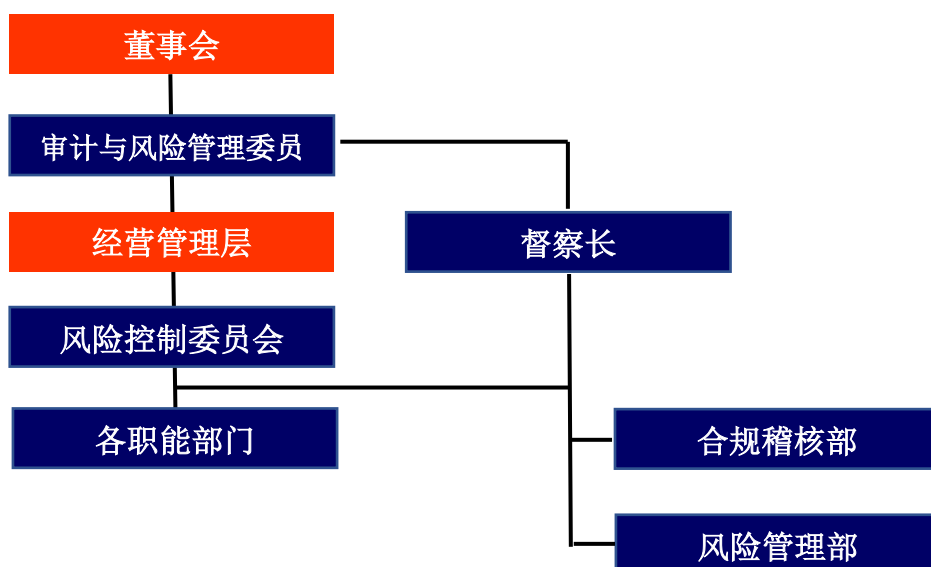 董事会
审计与风险管理委员
经营管理层
督察长
风险控制委员会
各职能部门
合规稽核部
风险管理部